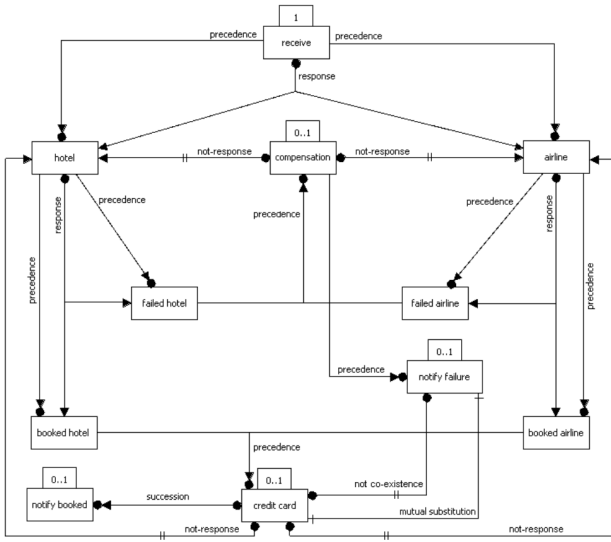 1
receive
precedence
precedence
response
0..1
hotel
not-response
compensation
not-response
airline
precedence
response
precedence
precedence
precedence
response
precedence
failed hotel
failed airline
0..1
precedence
notify failure
booked hotel
booked airline
precedence
0..1
0..1
not co-existence
notify booked
succession
credit card
mutual substitution
not-response
not-response